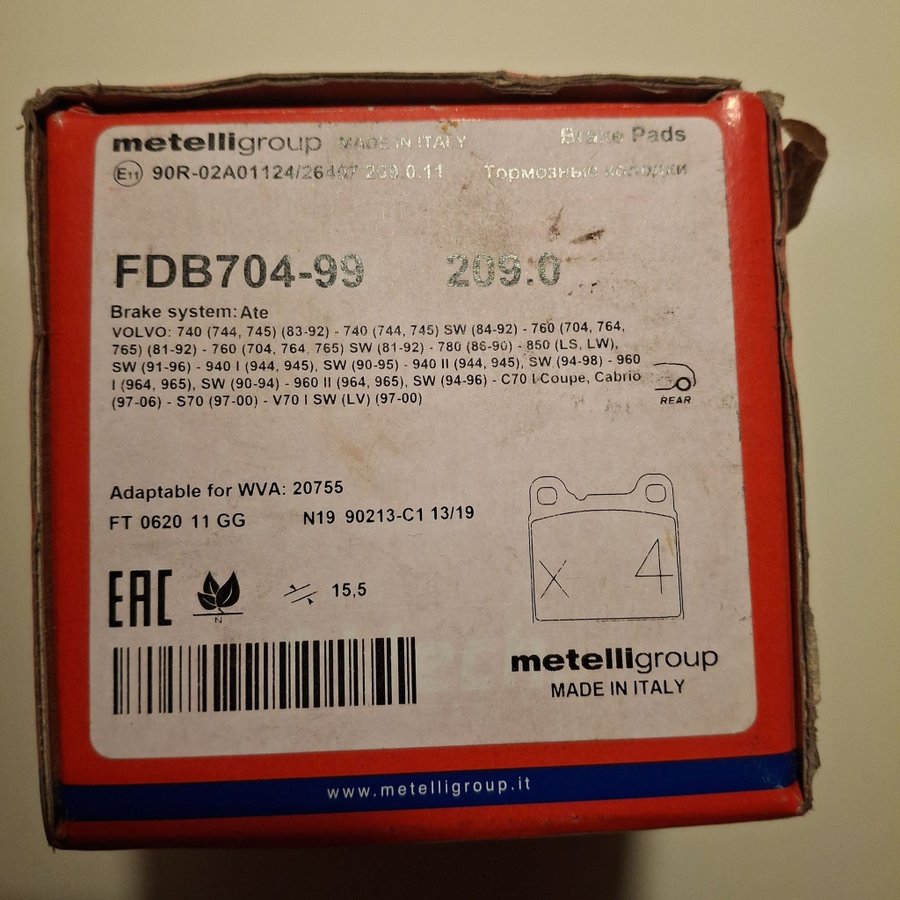 metelligroup MADE IN ITALY Brake Pads
E11 90R-02A01124/26407 209.0.11 Тормозные колодки
FDB704-99 209.0
Brake system: Ate
VOLVO: 740 (744, 745) (83-92) - 740 (744, 745) SW (84-92) - 760 (704, 764,
765) (81-92) - 760 (704, 764, 765) SW (81-92) - 780 (86-90) - 850 (LS, LW),
SW (91-96) - 940 I (944, 945), SW (90-95) - 940 II (944, 945), SW (94-98) - 960
I (964, 965), SW (90-94) - 960 II (964, 965), SW (94-96) - C70 I Coupe, Cabrio
(97-06) - S70 (97-00) - V70 I SW (LV) (97-00)
REAR
Adaptable for WVA: 20755
FT 0620 11 GG N19 90213-C1 13/19
x 4
EAC
N
15,5
metelligroup
MADE IN ITALY
www.metelligroup.it